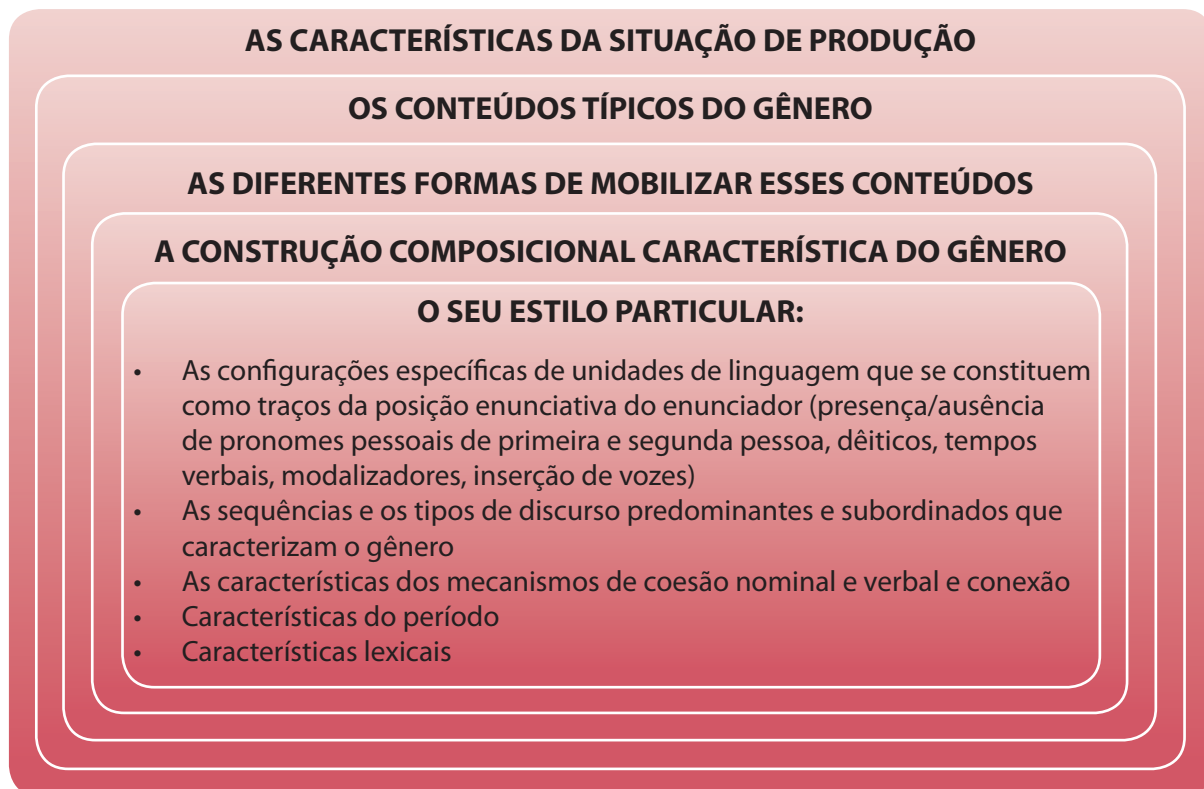 AS CARACTERÍSTICAS DA SITUAÇÃO DE PRODUÇÃO
OS CONTEÚDOS TÍPICOS DO GÊNERO
AS DIFERENTES FORMAS DE MOBILIZAR ESSES CONTEÚDOS
A CONSTRUÇÃO COMPOSICIONAL CARACTERÍSTICA DO GÊNERO
O SEU ESTILO PARTICULAR:
• As configurações específicas de unidades de linguagem que se constituem
como traços da posição enunciativa do enunciador (presença/ausência
de pronomes pessoais de primeira e segunda pessoa, dêiticos, tempos
verbais, modalizadores, inserção de vozes)
• As sequências e os tipos de discurso predominantes e subordinados que
caracterizam o gênero
• As características dos mecanismos de coesão nominal e verbal e conexão
• Características do período
• Características lexicais